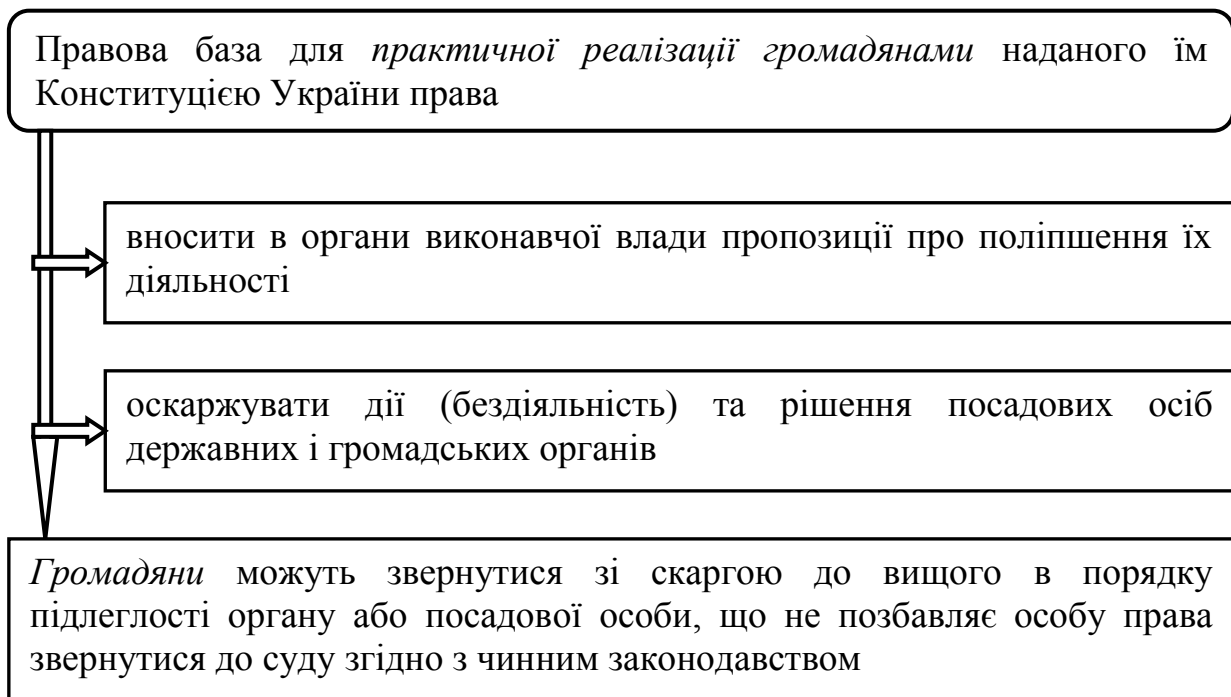 Правова база для практичної реалізації громадянами наданого їм
Конституцією України права
вносити в органи виконавчої влади пропозиції про поліпшення їх
діяльності
оскаржувати дії (бездіяльність) та рішення посадових осіб
державних і громадських органів
Громадяни можуть звернутися зі скаргою до вищого в порядку
підлеглості органу або посадової особи, що не позбавляє особу права
звернутися до суду згідно з чинним законодавством